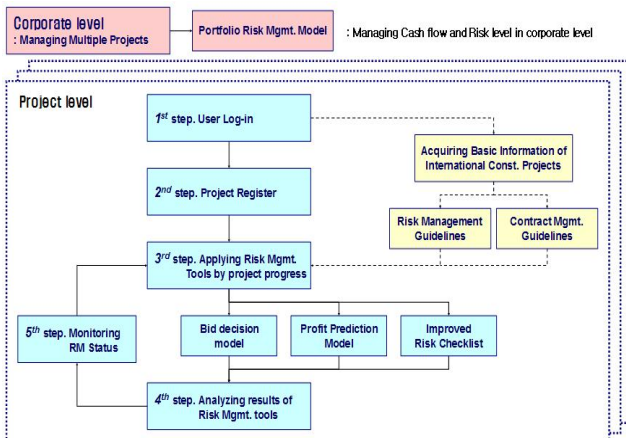 Corporate level
: Managing Multiple Projects
Portfolio Risk Mgmt. Model
: Managing Cash flow and Risk level in corporate level
Project level
1st step. User Log-in
Acquiring Basic Information of
International Const. Projects
2nd step. Project Register
Risk Management
Guidelines
Contract Mgmt.
Guidelines
3rd step. Applying Risk Mgmt.
Tools by project progress
5th step. Monitoring
RM Status
Bid decision
model
Profit Prediction
Model
Improved
Risk Checklist
4th step. Analyzing results of
Risk Mgmt. tools